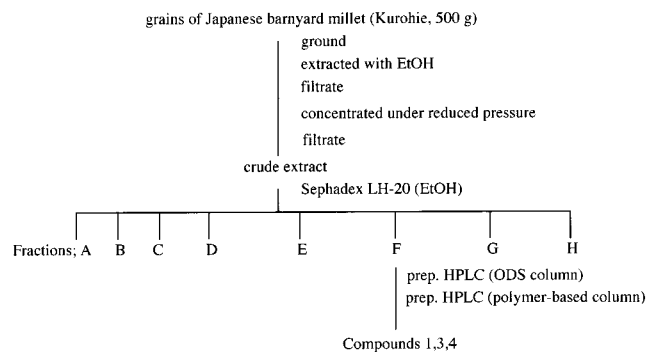 grains of Japanese barnyard millet (Kurohie, 500 g)
ground
extracted with EtOH
filtrate
concentrated under reduced pressure
filtrate
crude extract
Sephadex LH-20 (EtOH)
Fractions; A B C D E F G H
prep. HPLC (ODS column)
prep. HPLC (polymer-based column)
Compounds 1,3,4